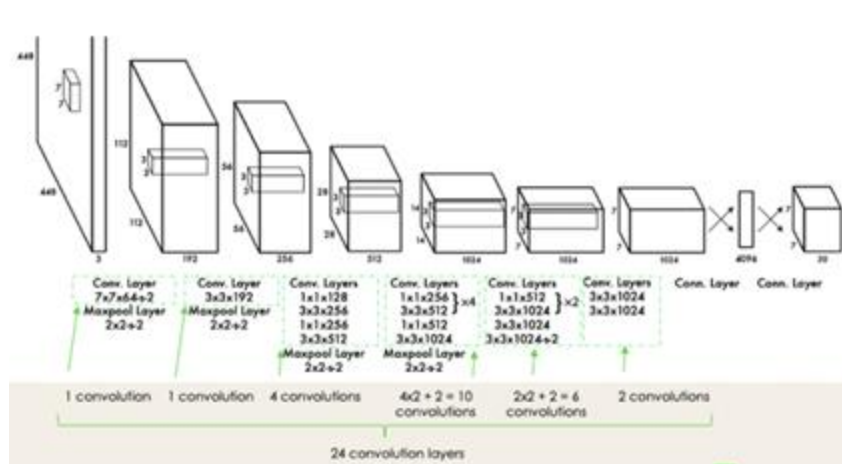 448
448
7
7
3
112
112
3
192
56
56
3
256
28
28
3
512
14
14
3
1024
7
7
3
1024
7
7
1024
4096
7
7
30
Conv. Layer
7x7x64÷2
Maxpool Layer
2x2÷2
Conv. Layer
3x3x192
Maxpool Layer
2x2÷2
Conv. Layers
1x1x128
3x3x256
1x1x256
3x3x512
Maxpool Layer
2x2÷2
Conv. Layers
1x1x256
3x3x512
}x4
1x1x512
3x3x1024
Maxpool Layer
2x2÷2
Conv. Layers
1x1x512
3x3x1024
}x2
3x3x1024
3x3x1024÷2
Conv. Layers
3x3x1024
3x3x1024
Conn. Layer
Conn. Layer
1 convolution
1 convolution
4 convolutions
4x2 + 2 = 10
convolutions
2x2 + 2 = 6
convolutions
2 convolutions
24 convolution layers